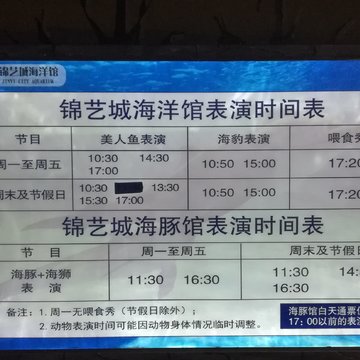 锦艺城海洋馆
JINYI CITY AQUARIUM
锦艺城海洋馆表演时间表
节目 美人鱼表演 海豹表演 喂食秀
周一至周五 10:30 14:30 10:50 15:00 17:20
17:00
周末及节假日 10:30 13:30 10:50 15:00 17:20
15:30 17:00
锦艺城海豚馆表演时间表
节目 周一至周五 周末及节假日
海豚+海狮 11:30 16:30 11:30 14:
表演 16:30
备注：1.周一无喂食秀（节假日除外）；
2.动物表演时间可能因动物身体情况临时调整。
海豚馆白天通票
17：00以前的表演